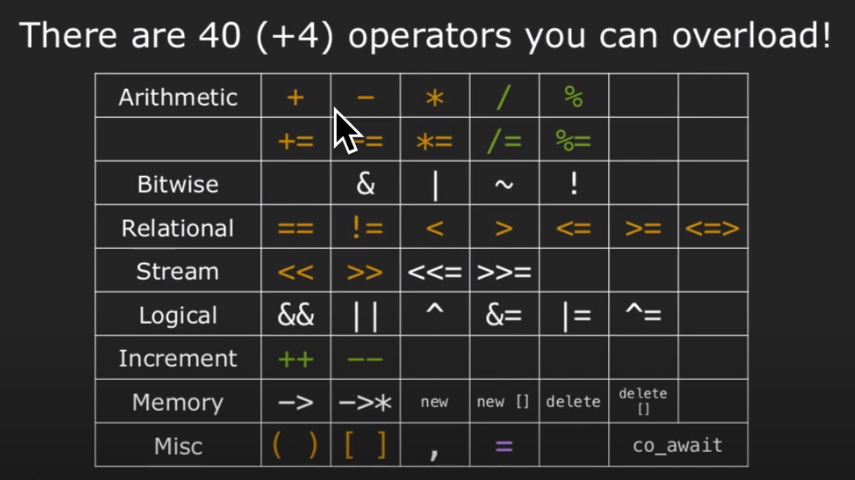 There are 40 (+4) operators you can overload!
Arithmetic + - * / %
+= -= *= /= %=
Bitwise & | ~ !
Relational == != < > <= >= <=>
Stream << >> <<= >>=
Logical && || ^ &= |= ^=
Increment ++ --
Memory -> ->* new new [] delete delete []
Misc ( ) [ ] , = co_await